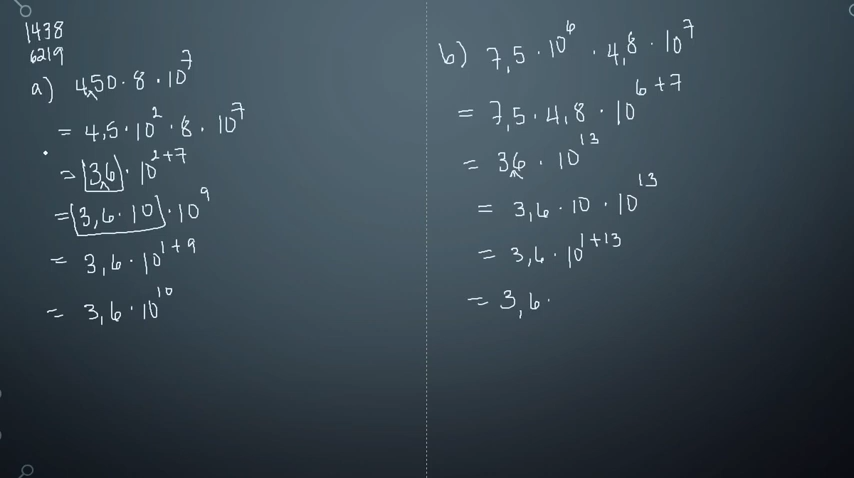 1438
6219
a) 450 · 8 · 10⁷
= 4,5 · 10² · 8 · 10⁷
= 36 · 10²⁺⁷
= 3,6 · 10 · 10⁹
= 3,6 · 10¹⁺⁹
= 3,6 · 10¹⁰
b) 7,5 · 10⁶ · 4,8 · 10⁷
= 7,5 · 4,8 · 10⁶⁺⁷
= 36 · 10¹³
= 3,6 · 10 · 10¹³
= 3,6 · 10¹⁺¹³
= 3,6 ·